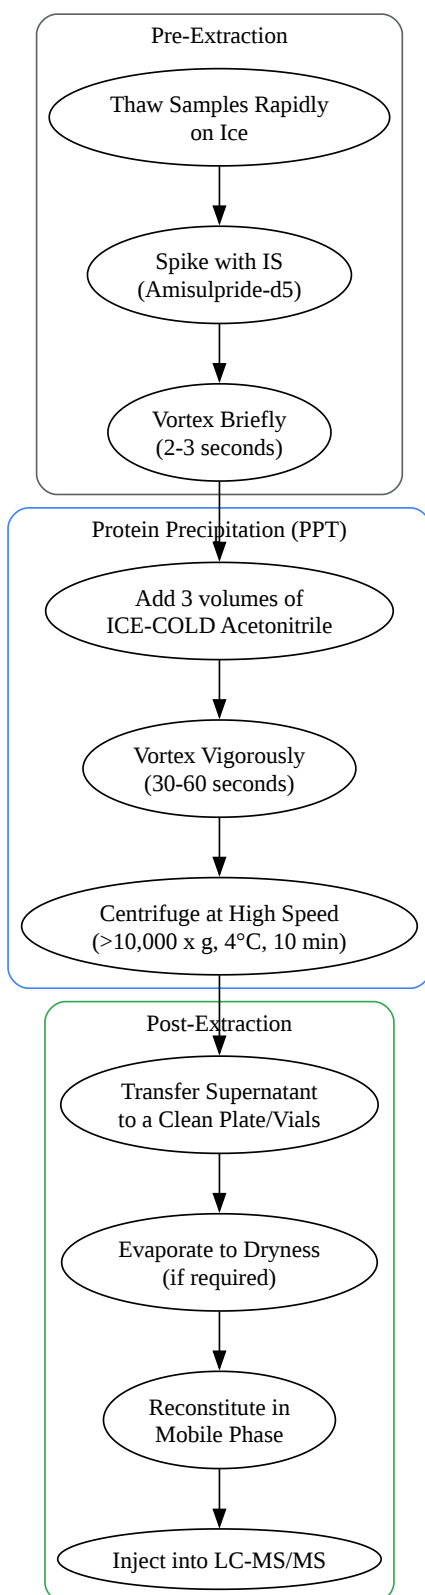 Pre-Extraction
Thaw Samples Rapidly
on Ice
Spike with IS
(Amisulpride-d5)
Vortex Briefly
(2-3 seconds)
Protein Precipitation (PPT)
Add 3 volumes of
ICE-COLD Acetonitrile
Vortex Vigorously
(30-60 seconds)
Centrifuge at High Speed
(>10,000 x g, 4°C, 10 min)
Post-Extraction
Transfer Supernatant
to a Clean Plate/Vials
Evaporate to Dryness
(if required)
Reconstitute in
Mobile Phase
Inject into LC-MS/MS